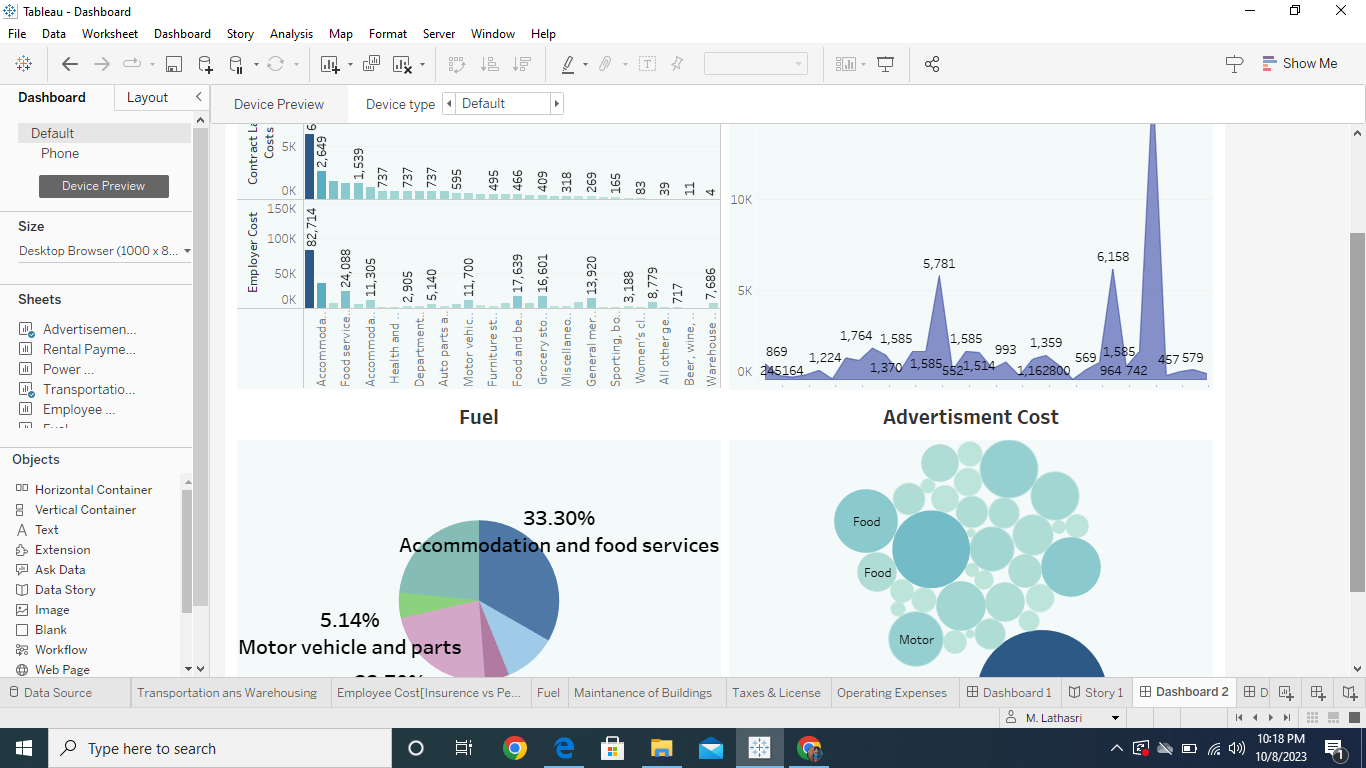 Tableau - Dashboard
File Data Worksheet Dashboard Story Analysis Map Format Server Window Help
Show Me
Dashboard Layout
Device Preview Device type Default
Default
Phone
Device Preview
Size
Desktop Browser (1000 x 8...
Sheets
Advertisemen...
Rental Payme...
Power ...
Transportatio...
Employee ...
Objects
Horizontal Container
Vertical Container
Text
Extension
Ask Data
Data Story
Image
Blank
Workflow
Web Page
Costs
5K
0K
6 2,649 1,539 737 737 737 595 495 466 409 318 269 165 83 39 11 4
Employer Cost
150K
100K
50K
0K
82,714 24,088 11,305 2,905 5,140 11,700 17,639 16,601 13,920 3,188 8,779 717 7,686
Accommoda..
Food service..
Accommoda..
Health and ..
Department..
Auto parts a..
Motor vehic..
Furniture st..
Food and be..
Grocery sto..
Miscellaneo..
General mer..
Sporting, bo..
Women's cl..
All other ge..
Beer, wine, ..
Warehouse ..
10K
5K
0K
5,781 6,158
869 1,224 1,764 1,585 1,585 993 1,359 569 1,585
245 164 1,370 1,585 552 1,514 1,162 800 964 742 457 579
Fuel
33.30%
Accommodation and food services
5.14%
Motor vehicle and parts
Advertisment Cost
Food
Food
Motor
Data Source Transportation ans Warehousing Employee Cost[Insurence vs Pe... Fuel Maintanence of Buildings Taxes & License Operating Expenses Dashboard 1 Story 1 Dashboard 2 D
M. Lathasri
Type here to search
10:18 PM
10/8/2023
1